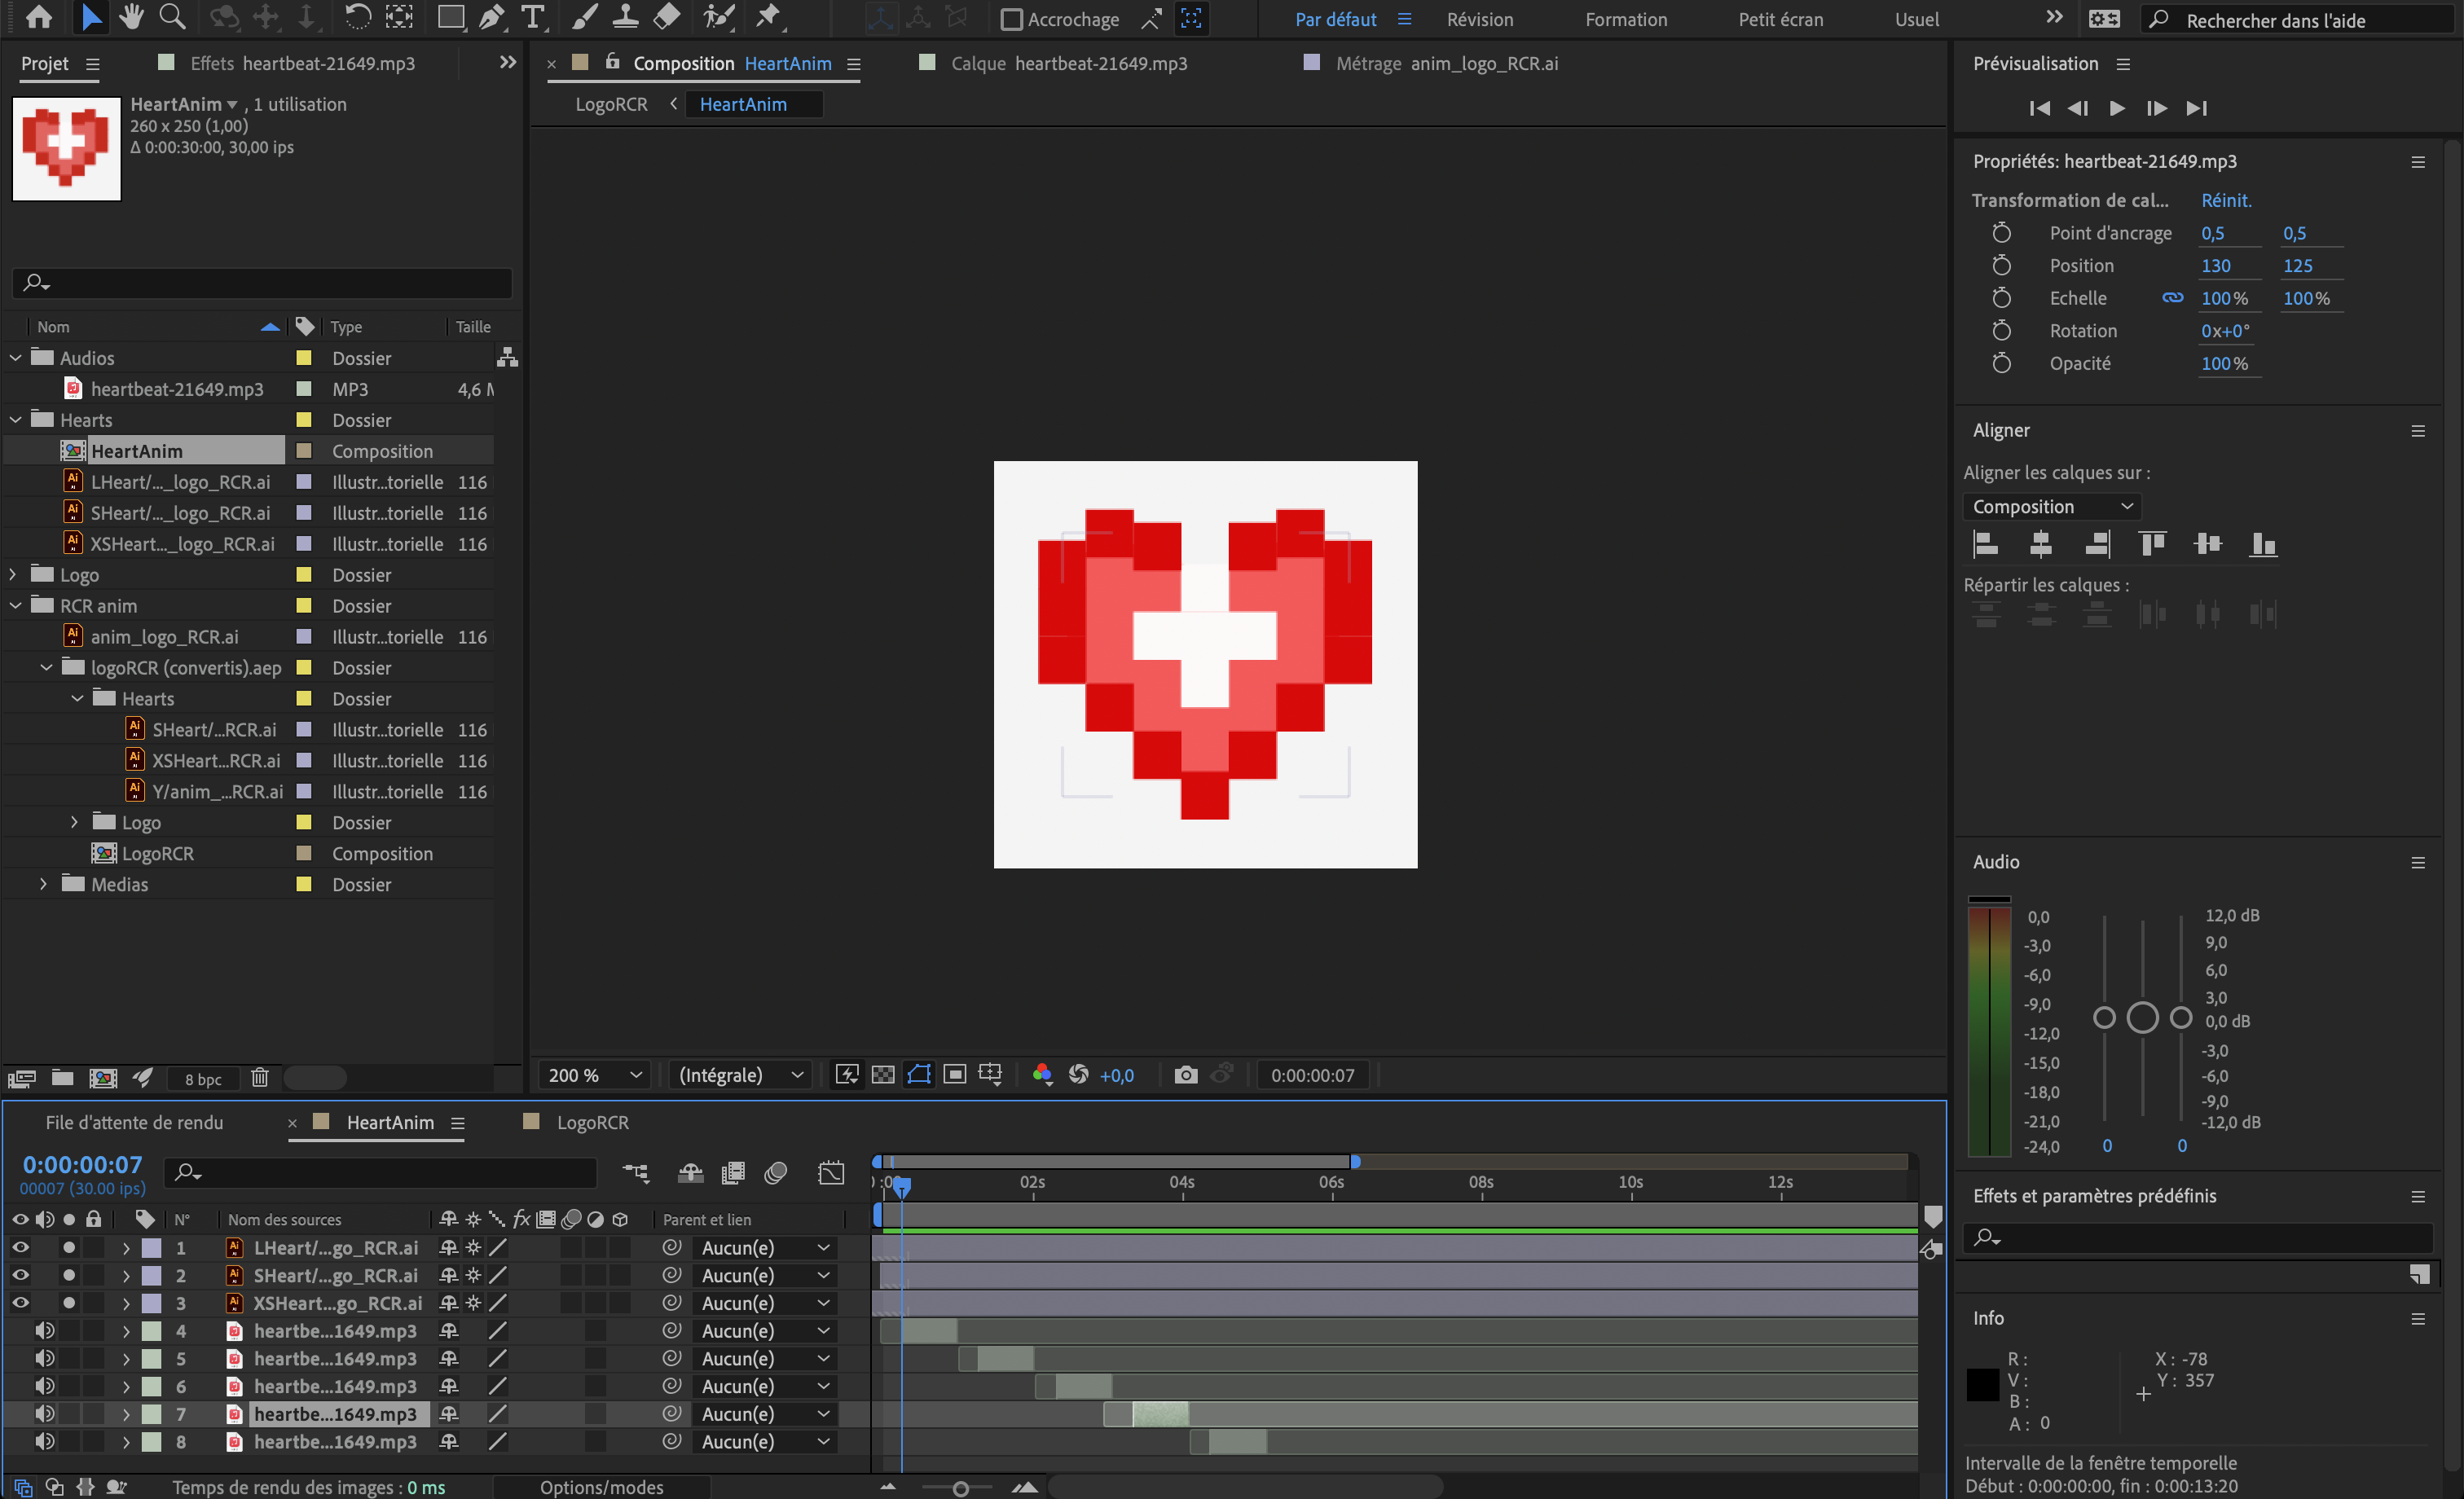 Accrochage
Par défaut
Révision
Formation
Petit écran
Usuel
Rechercher dans l'aide
Projet
Effets heartbeat-21649.mp3
Composition HeartAnim
Calque heartbeat-21649.mp3
Métrage anim_logo_RCR.ai
Prévisualisation
LogoRCR
HeartAnim
HeartAnim , 1 utilisation
260 x 250 (1,00)
Δ 0:00:30:00, 30,00 ips
Nom
Type
Taille
Audios Dossier
heartbeat-21649.mp3 MP3 4,6 M
Hearts Dossier
HeartAnim Composition
LHeart/..._logo_RCR.ai Illustr...torielle 116
SHeart/..._logo_RCR.ai Illustr...torielle 116
XSHeart..._logo_RCR.ai Illustr...torielle 116
Logo Dossier
RCR anim Dossier
anim_logo_RCR.ai Illustr...torielle 116
logoRCR (convertis).aep Dossier
Hearts Dossier
SHeart/...RCR.ai Illustr...torielle 116
XSHeart...RCR.ai Illustr...torielle 116
Y/anim_...RCR.ai Illustr...torielle 116
Logo Dossier
LogoRCR Composition
Medias Dossier
8 bpc
200 %
(Intégrale)
+0,0
0:00:00:07
Propriétés: heartbeat-21649.mp3
Transformation de cal... Réinit.
Point d'ancrage 0,5 0,5
Position 130 125
Echelle 100% 100%
Rotation 0x+0°
Opacité 100%
Aligner
Aligner les calques sur :
Composition
Répartir les calques :
Audio
0,0
-3,0
-6,0
-9,0
-12,0
-15,0
-18,0
-21,0
-24,0
12,0 dB
9,0
6,0
3,0
0,0 dB
-3,0
-6,0
-9,0
-12,0 dB
0 0
Effets et paramètres prédéfinis
Info
R :
V :
B :
A : 0
X : -78
Y : 357
Intervalle de la fenêtre temporelle
Début : 0:00:00:00, fin : 0:00:13:20
File d'attente de rendu
HeartAnim
LogoRCR
0:00:00:07
00007 (30.00 ips)
02s 04s 06s 08s 10s 12s
N° Nom des sources fx Parent et lien
1 LHeart/...go_RCR.ai Aucun(e)
2 SHeart/...go_RCR.ai Aucun(e)
3 XSHeart...go_RCR.ai Aucun(e)
4 heartbe...1649.mp3 Aucun(e)
5 heartbe...1649.mp3 Aucun(e)
6 heartbe...1649.mp3 Aucun(e)
7 heartbe...1649.mp3 Aucun(e)
8 heartbe...1649.mp3 Aucun(e)
Temps de rendu des images : 0 ms
Options/modes